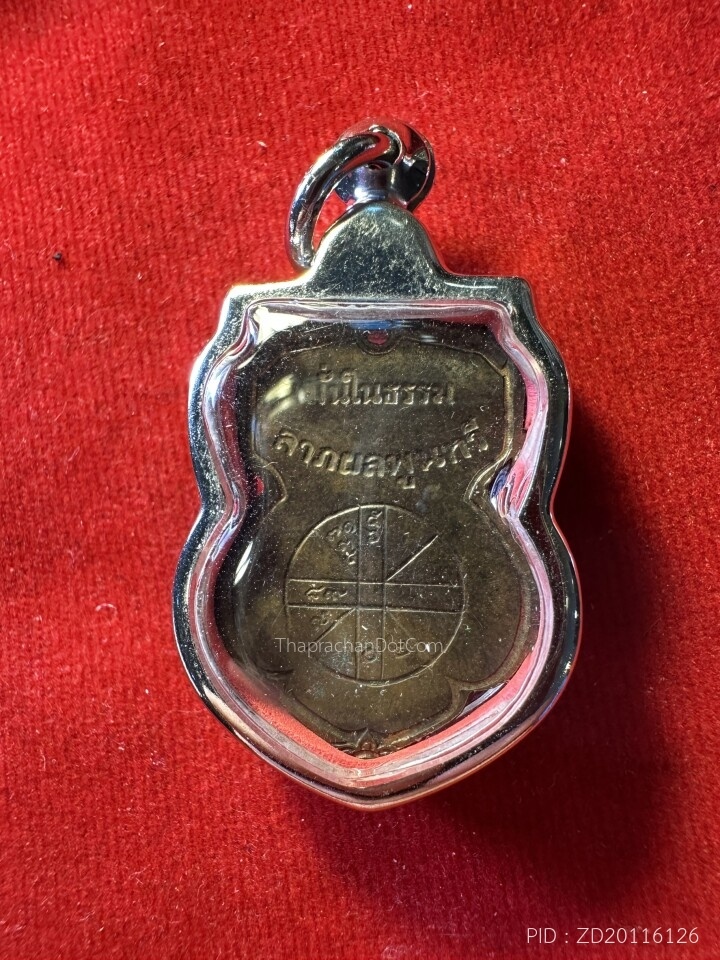 มั่นในธรรม
ลาภผลพูนทวี
ThaprachanDotCom
PID : ZD20116126